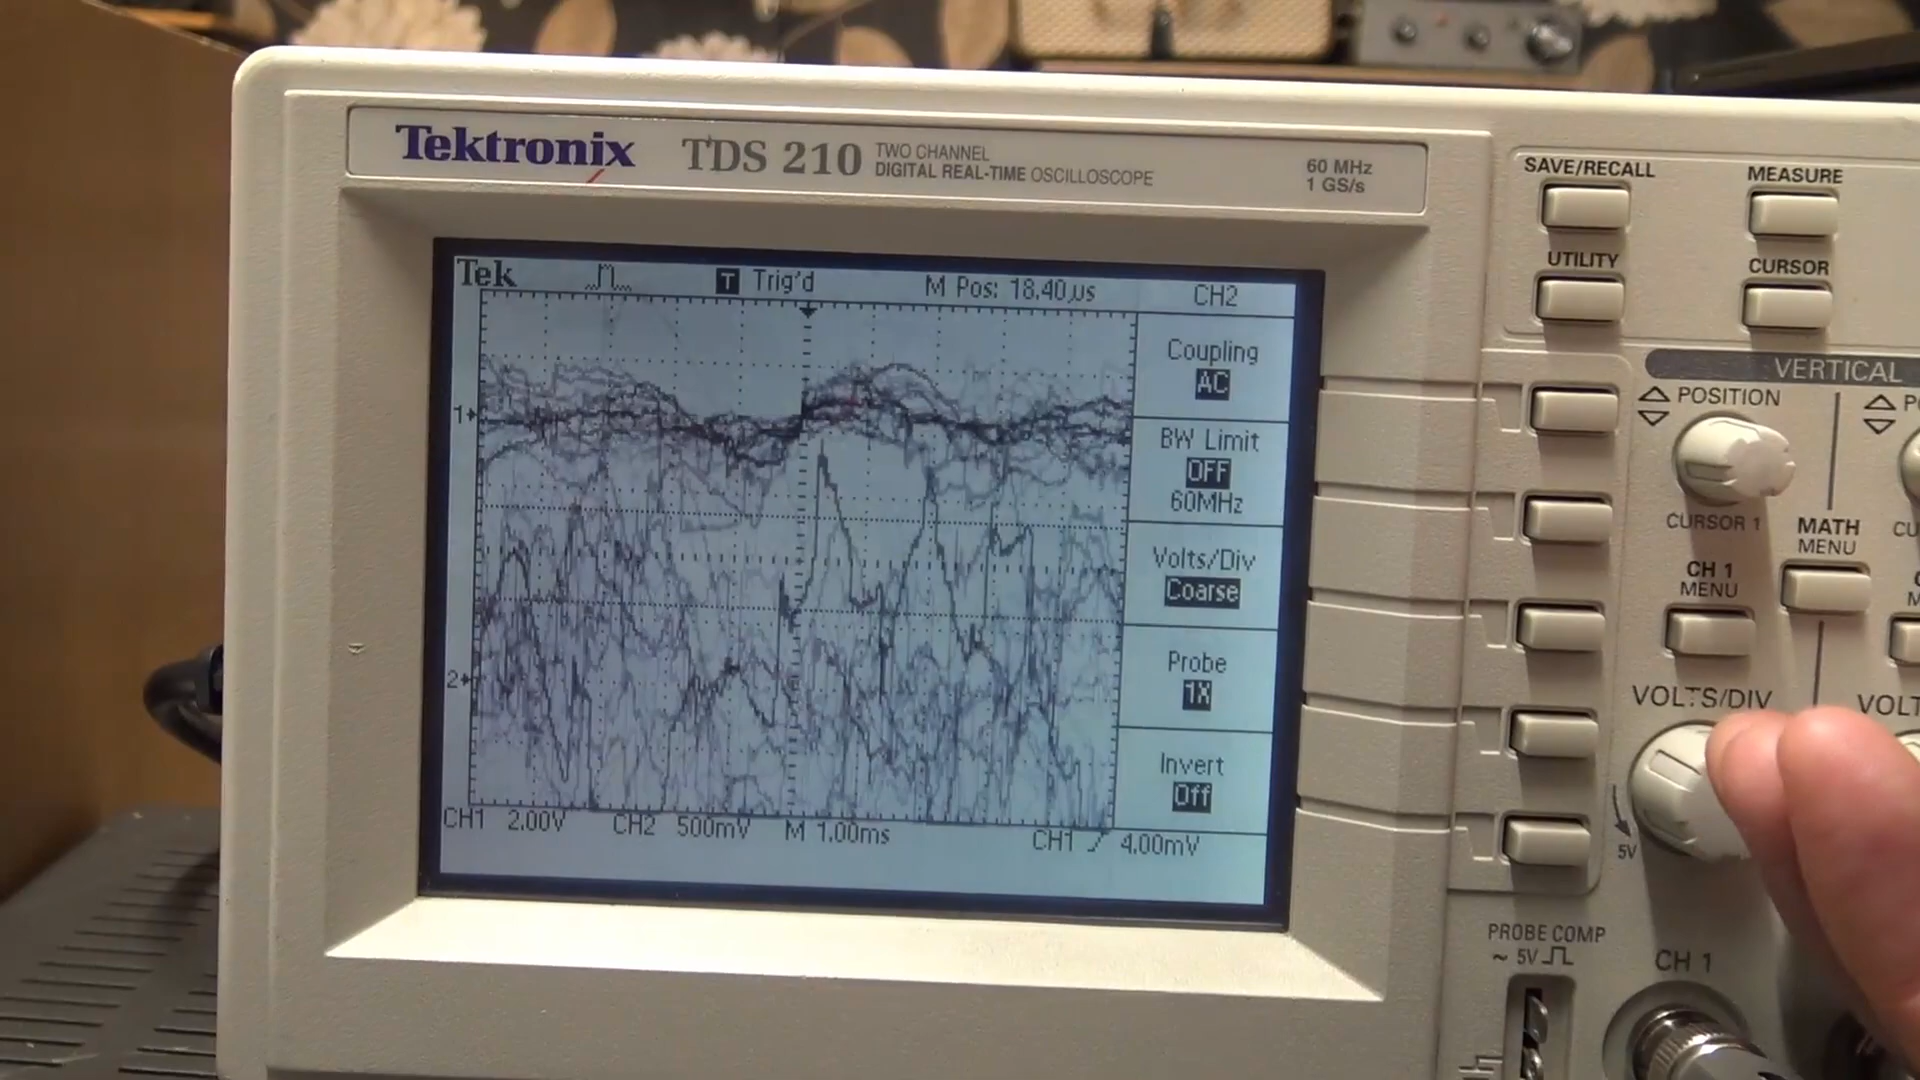 Tektronix TDS 210 TWO CHANNEL
DIGITAL REAL-TIME OSCILLOSCOPE
60 MHz
1 GS/s
Tek T Trig'd M Pos: 18.40µs CH2
Coupling
AC
BW Limit
OFF
60MHz
Volts/Div
Coarse
Probe
1X
Invert
Off
1
2
CH1 2.00V CH2 500mV M 1.00ms CH1 4.00mV
SAVE/RECALL MEASURE
UTILITY CURSOR
VERTICAL
POSITION
CURSOR 1
MATH
MENU
CH 1
MENU
VOLTS/DIV
5V
PROBE COMP
~ 5V
CH 1